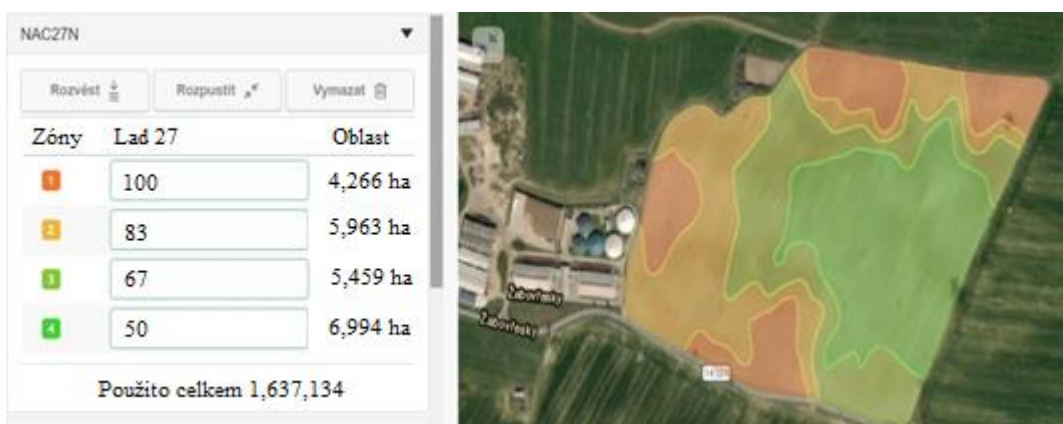 NAC27N
Rozvést Rozpustit Vymazat
Zóny Lad 27 Oblast
1 100 4,266 ha
2 83 5,963 ha
3 67 5,459 ha
4 50 6,994 ha
Použito celkem 1,637,134
Žabovřesky
Žabovřesky